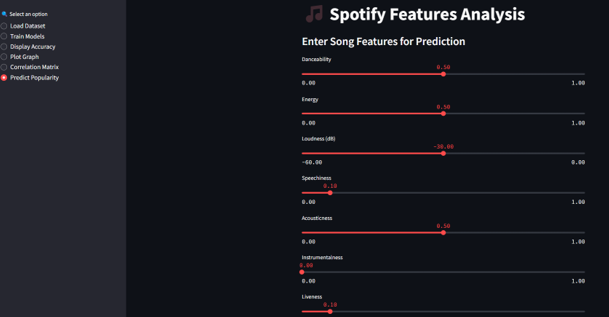 Select an option
Load Dataset
Train Models
Display Accuracy
Plot Graph
Correlation Matrix
Predict Popularity
Spotify Features Analysis
Enter Song Features for Prediction
Danceability
0.50
0.00 1.00
Energy
0.50
0.00 1.00
Loudness (dB)
-30.00
-60.00 0.00
Speechiness
0.10
0.00 1.00
Acousticness
0.50
0.00 1.00
Instrumentalness
0.00
0.00 1.00
Liveness
0.10